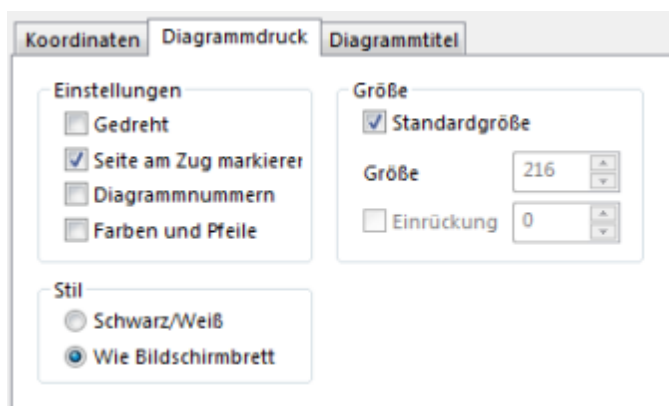 Koordinaten Diagrammdruck Diagrammtitel
Einstellungen
Gedreht
Seite am Zug markierer
Diagrammnummern
Farben und Pfeile
Größe
Standardgröße
Größe 216
Einrückung 0
Stil
Schwarz/Weiß
Wie Bildschirmbrett